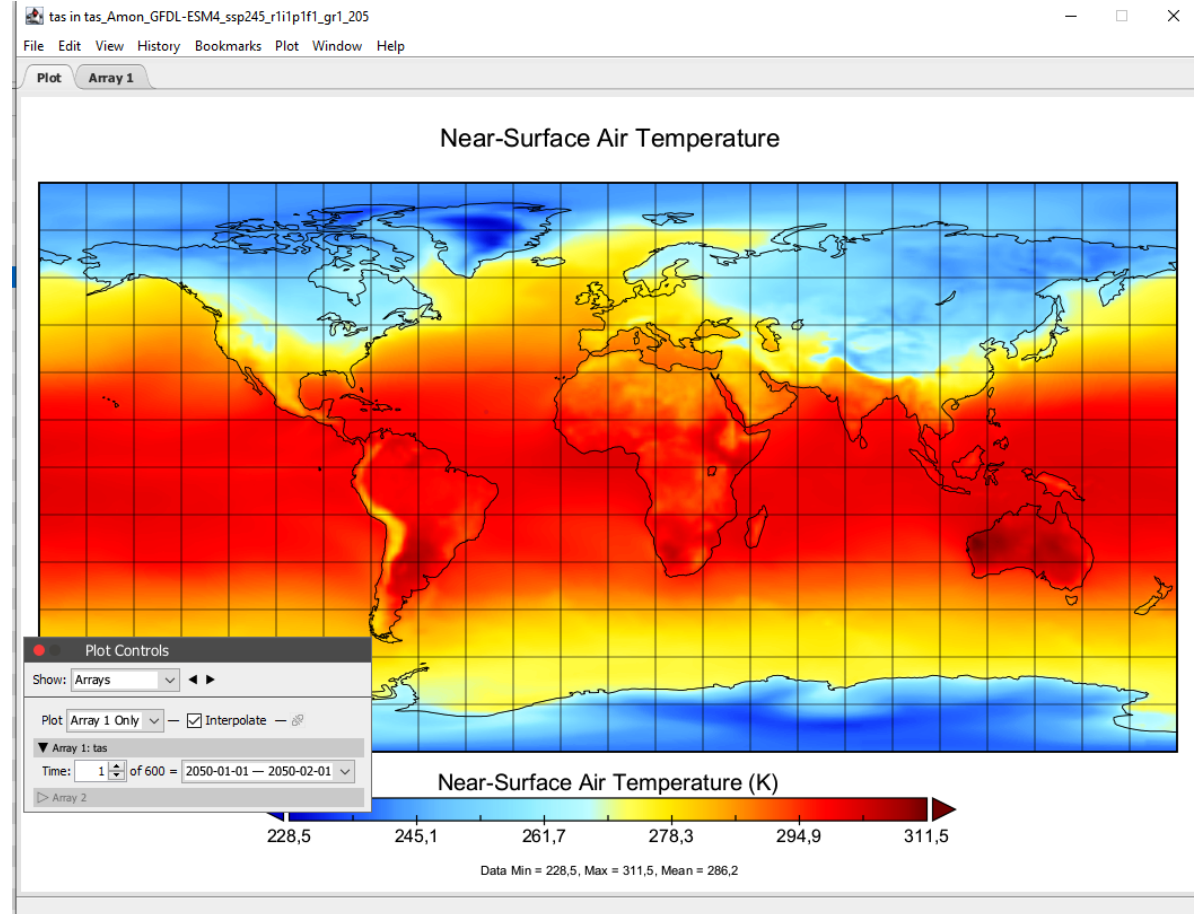 tas in tas_Amon_GFDL-ESM4_ssp245_r1i1p1f1_gr1_205
File Edit View History Bookmarks Plot Window Help
Plot Array 1
Near-Surface Air Temperature
Plot Controls
Show: Arrays
Plot Array 1 Only — Interpolate —
Array 1: tas
Time: 1 of 600 = 2050-01-01 — 2050-02-01
Array 2
Near-Surface Air Temperature (K)
228,5 245,1 261,7 278,3 294,9 311,5
Data Min = 228,5, Max = 311,5, Mean = 286,2